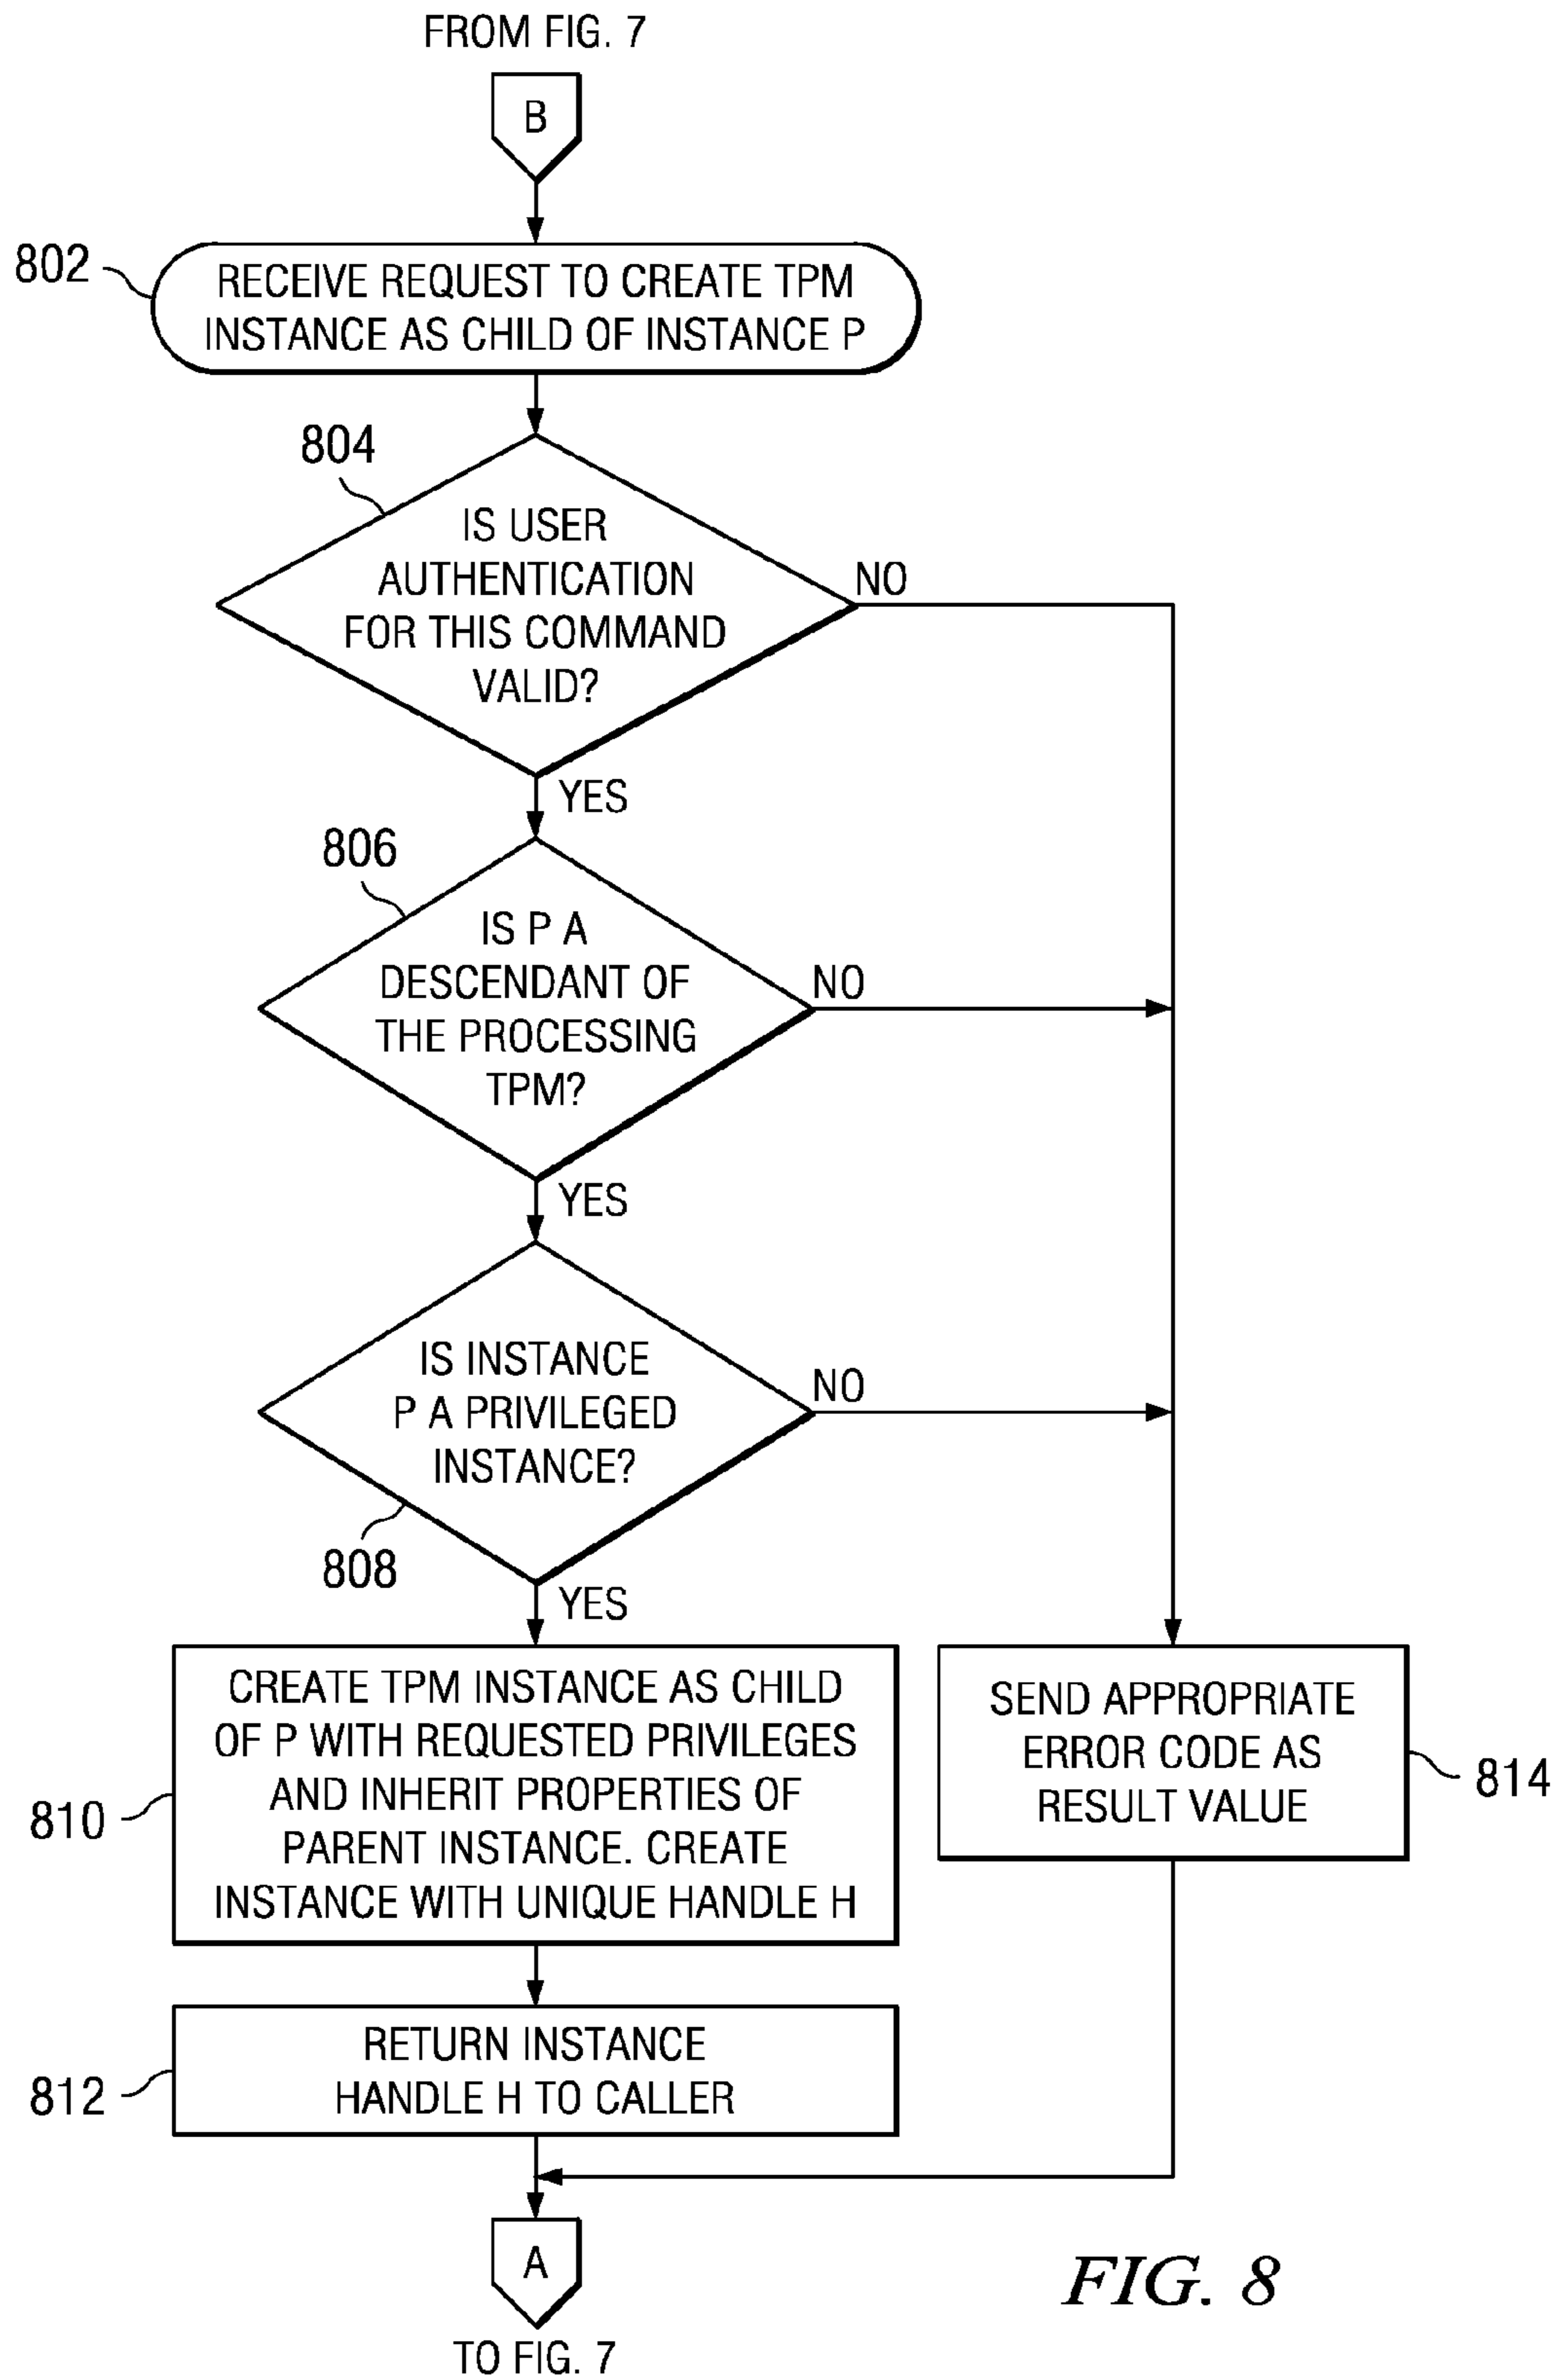 FROM FIG. 7
B
802
RECEIVE REQUEST TO CREATE TPM
INSTANCE AS CHILD OF INSTANCE P
804
IS USER
AUTHENTICATION
FOR THIS COMMAND
VALID?
NO
YES
806
IS P A
DESCENDANT OF
THE PROCESSING
TPM?
NO
YES
IS INSTANCE
P A PRIVILEGED
INSTANCE?
NO
808
YES
CREATE TPM INSTANCE AS CHILD
OF P WITH REQUESTED PRIVILEGES
AND INHERIT PROPERTIES OF
PARENT INSTANCE. CREATE
INSTANCE WITH UNIQUE HANDLE H
810
SEND APPROPRIATE
ERROR CODE AS
RESULT VALUE
814
RETURN INSTANCE
HANDLE H TO CALLER
812
A
TO FIG. 7
FIG. 8